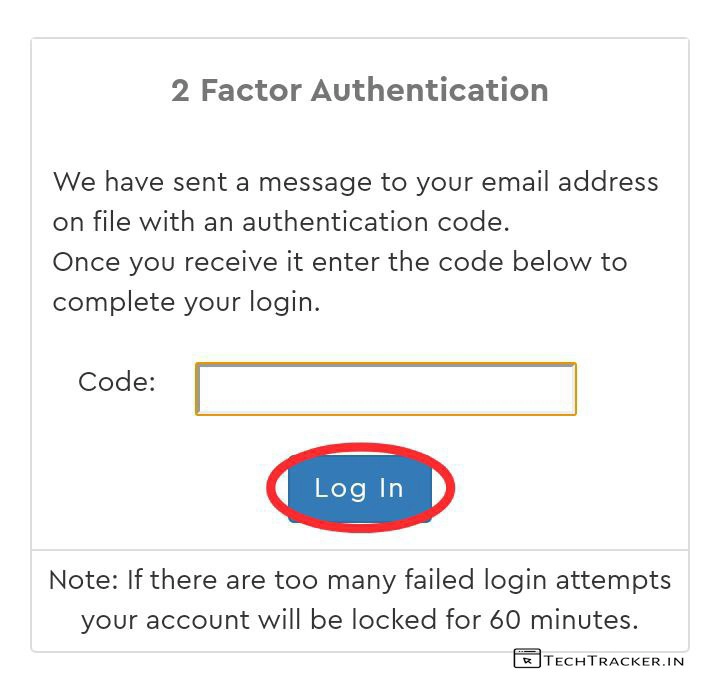 2 Factor Authentication
We have sent a message to your email address
on file with an authentication code.
Once you receive it enter the code below to
complete your login.
Code:
Log In
Note: If there are too many failed login attempts
your account will be locked for 60 minutes.
TECHTRACKER.IN